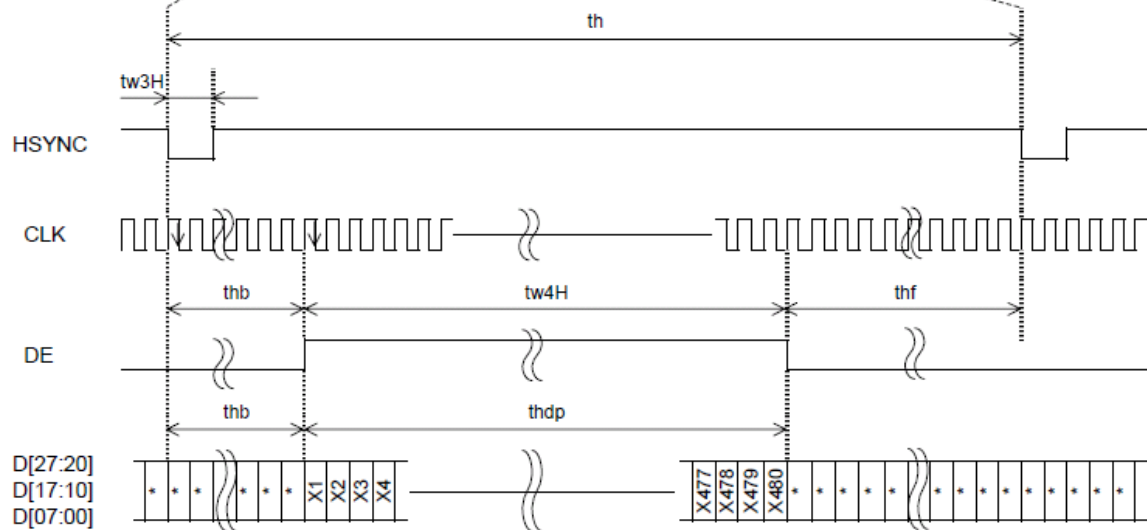 th
tw3H
HSYNC
CLK
thb tw4H thf
DE
thb thdp
D[27:20]
D[17:10] * * * * * * X1 X2 X3 X4 X477 X478 X479 X480 * * * * * * * * * * * * * *
D[07:00]